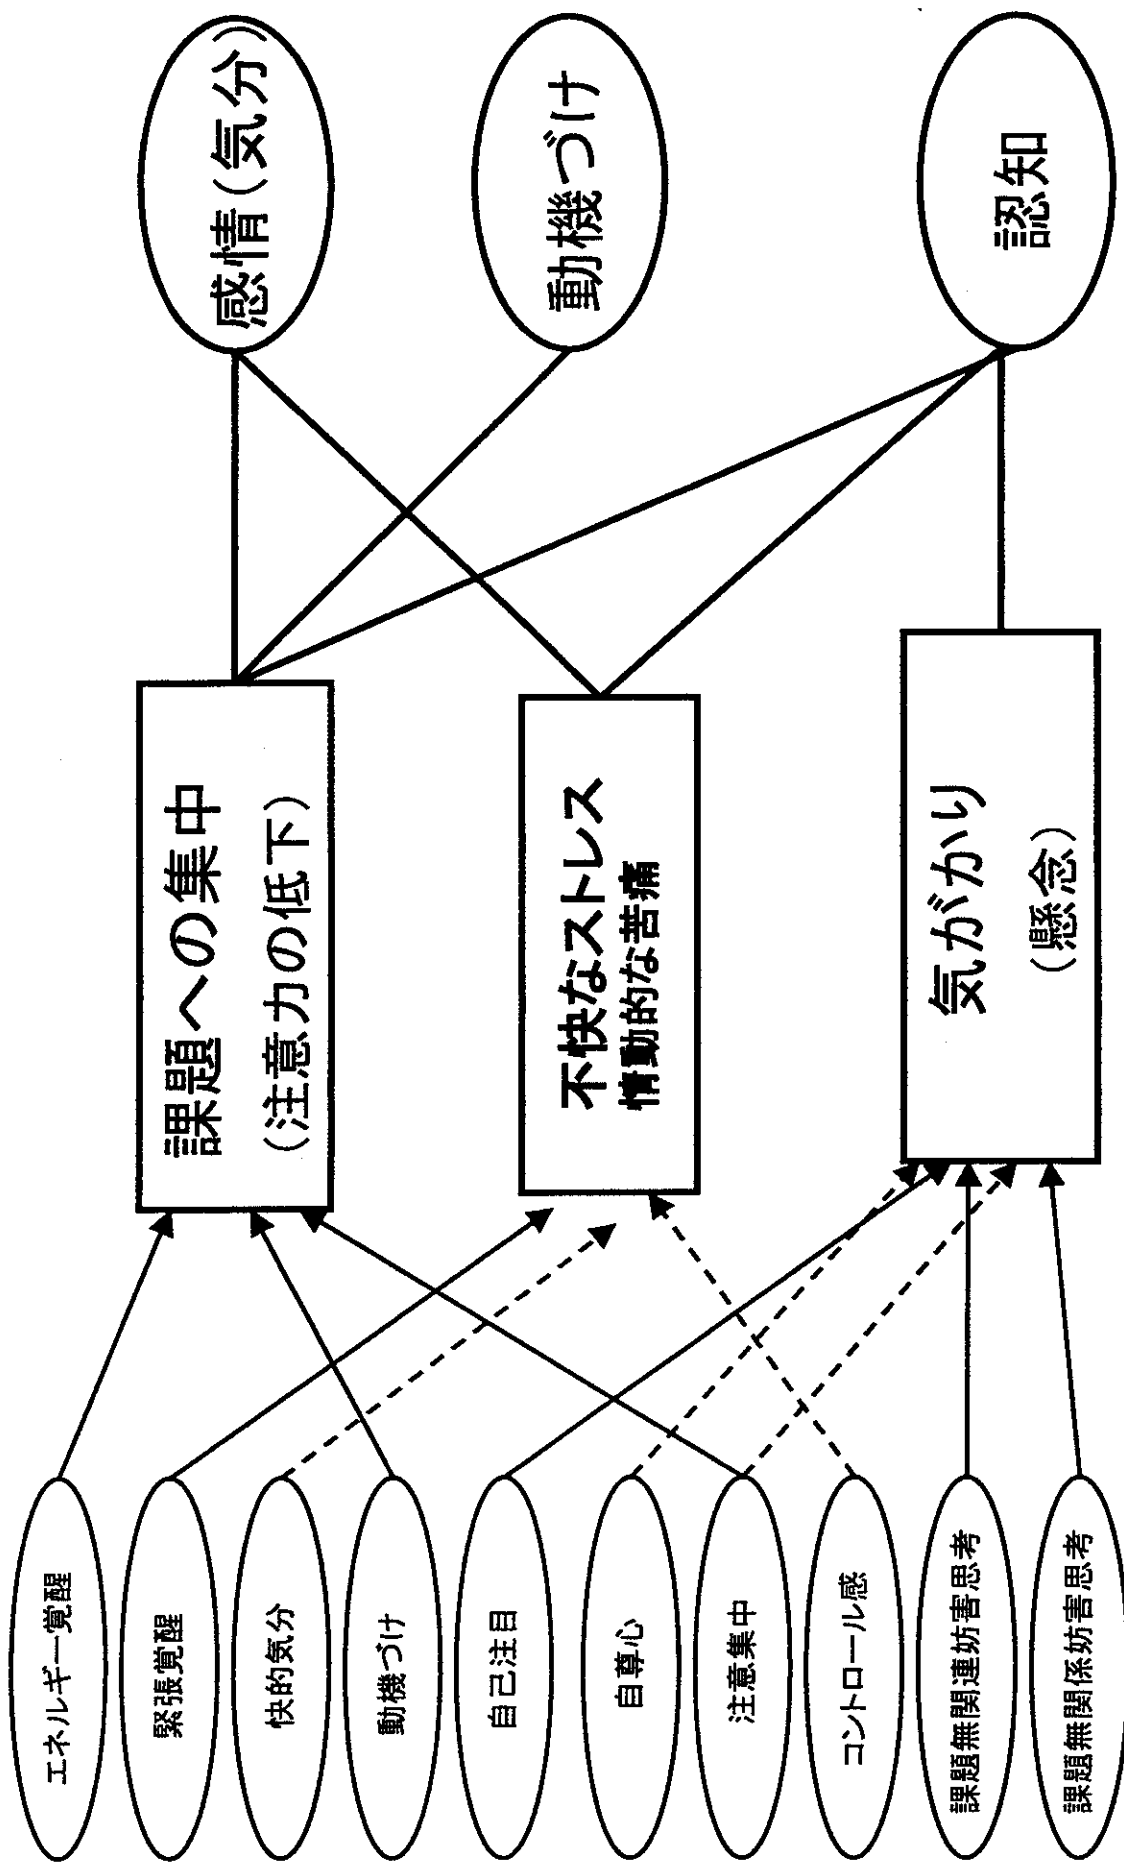 エネルギー覚醒
緊張覚醒
快的気分
動機づけ
自己注目
自尊心
注意集中
コントロール感
課題無関連妨害思考
課題無関係妨害思考
課題への集中
（注意力の低下）
不快なストレス
情動的な苦痛
気がかり
（懸念）
感情（気分）
動機づけ
認知